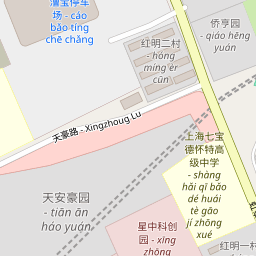 漕宝停车
场 - cáo
bǎo tíng
chē chǎng
侨亨园
- qiáo hēng
yuán
红明二村
- hóng
míng èr
cūn
天豪路 - Xingzhoug Lu
上海七宝
德怀特高
级中学
- shàng
hǎi qī bǎo
dé huái
tè gāo
jí zhōng
xué
天安豪园
- tiān ān
háo yuán
星中科创
园 - xīng
zhōng
红明一村